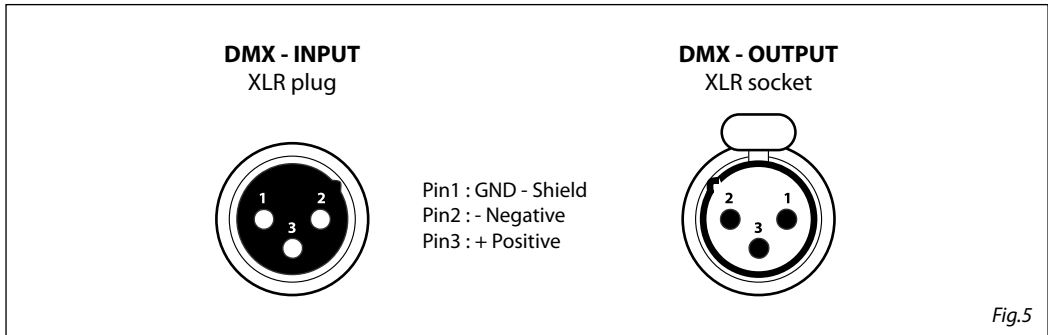 DMX - INPUT
XLR plug
DMX - OUTPUT
XLR socket
1 2
3
Pin1 : GND - Shield
Pin2 : - Negative
Pin3 : + Positive
2 1
3
Fig.5